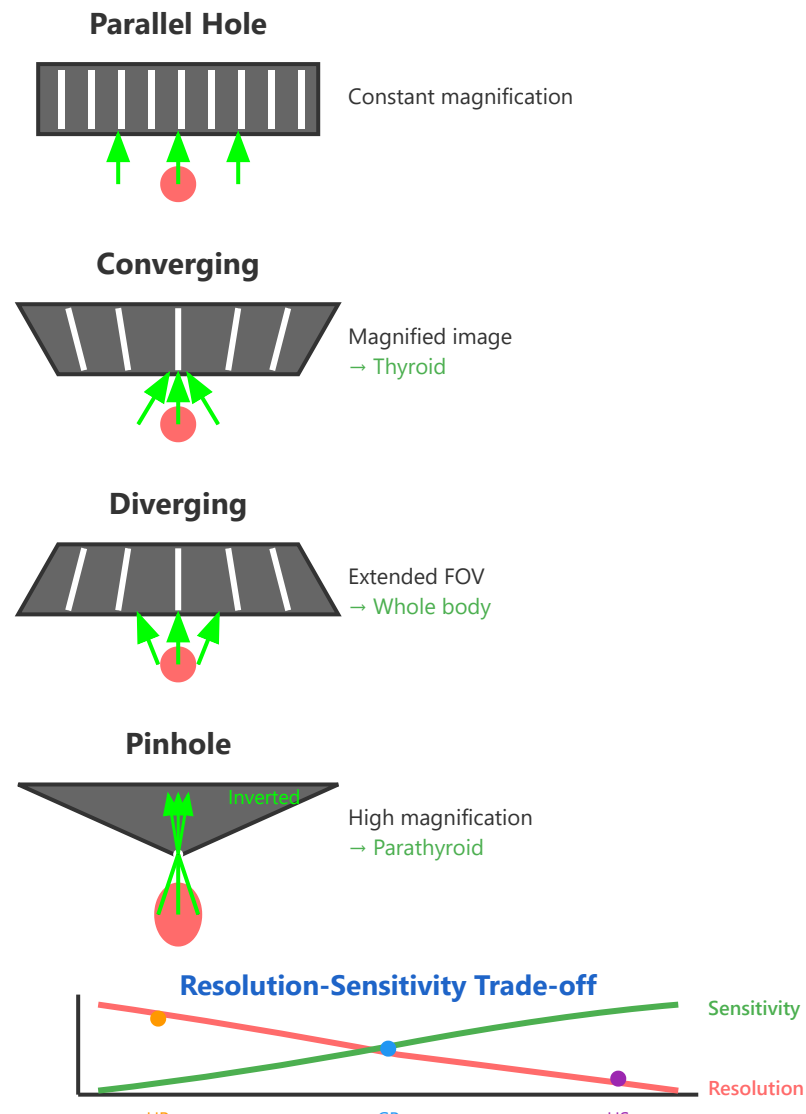 Parallel Hole
Constant magnification
Converging
Magnified image
→ Thyroid
Diverging
Extended FOV
→ Whole body
Pinhole
Inverted
High magnification
→ Parathyroid
Resolution-Sensitivity Trade-off
Sensitivity
Resolution